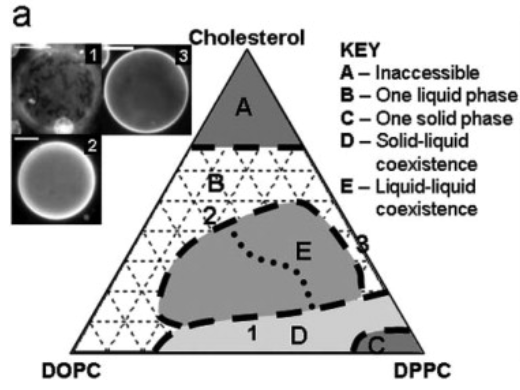 a
1
3
2
Cholesterol
KEY
A – Inaccessible
B – One liquid phase
C – One solid phase
D – Solid-liquid
coexistence
E – Liquid-liquid
coexistence
A
B
2
E
3
1
D
C
DOPC
DPPC